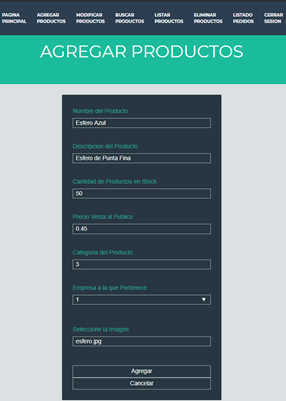 PAGINA PRINCIPAL
AGREGAR PRODUCTOS
MODIFICAR PRODUCTOS
BUSCAR PRODUCTOS
LISTAR PRODUCTOS
ELIMINAR PRODUCTOS
LISTADO PEDIDOS
CERRAR SESION
AGREGAR PRODUCTOS
Nombre del Producto
Esfero Azul
Descripcion del Producto
Esfero de Punta Fina
Cantidad de Productos en Stock
50
Precio Venta al Publico
0.45
Categoria del Producto
3
Empresa a la que Pertenece
1
Seleccione la Imagen:
esfero.jpg
Agregar
Cancelar